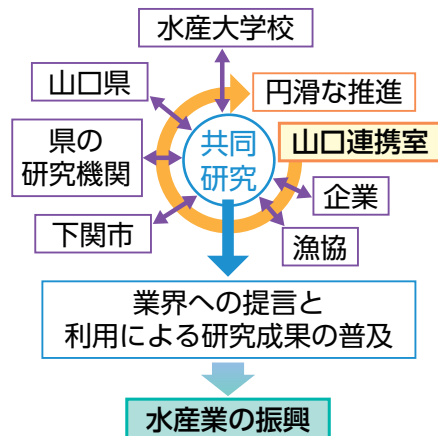 水産大学校
山口県
円滑な推進
県の
研究機関
共同
研究
山口連携室
企業
下関市
漁協
業界への提言と
利用による研究成果の普及
水産業の振興